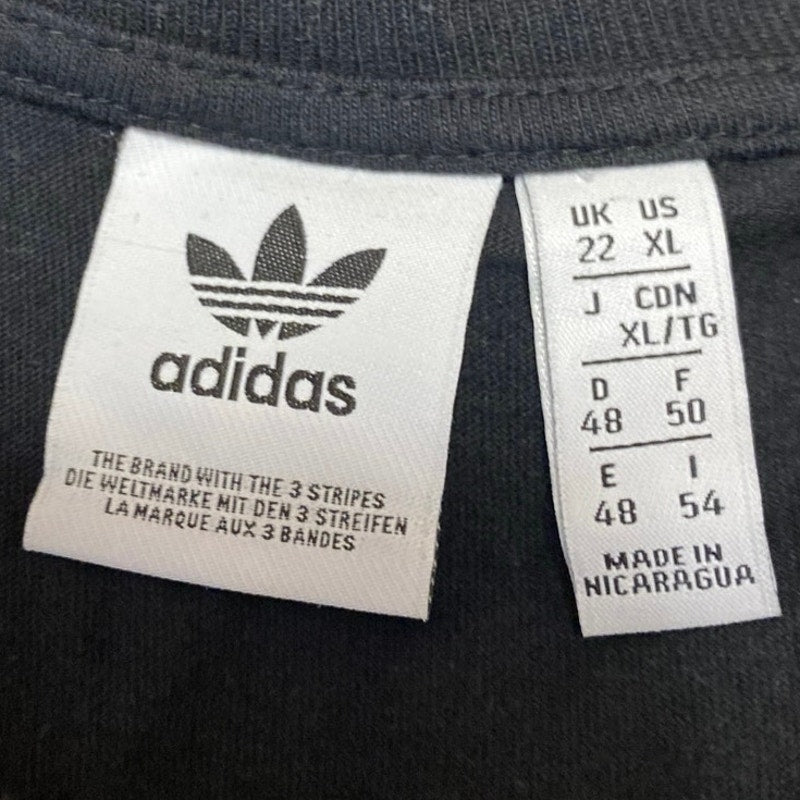 adidas
THE BRAND WITH THE 3 STRIPES
DIE WELTMARKE MIT DEN 3 STREIFEN
LA MARQUE AUX 3 BANDES
UK US
22 XL
J CDN
XL/TG
D F
48 50
E I
48 54
MADE IN
NICARAGUA